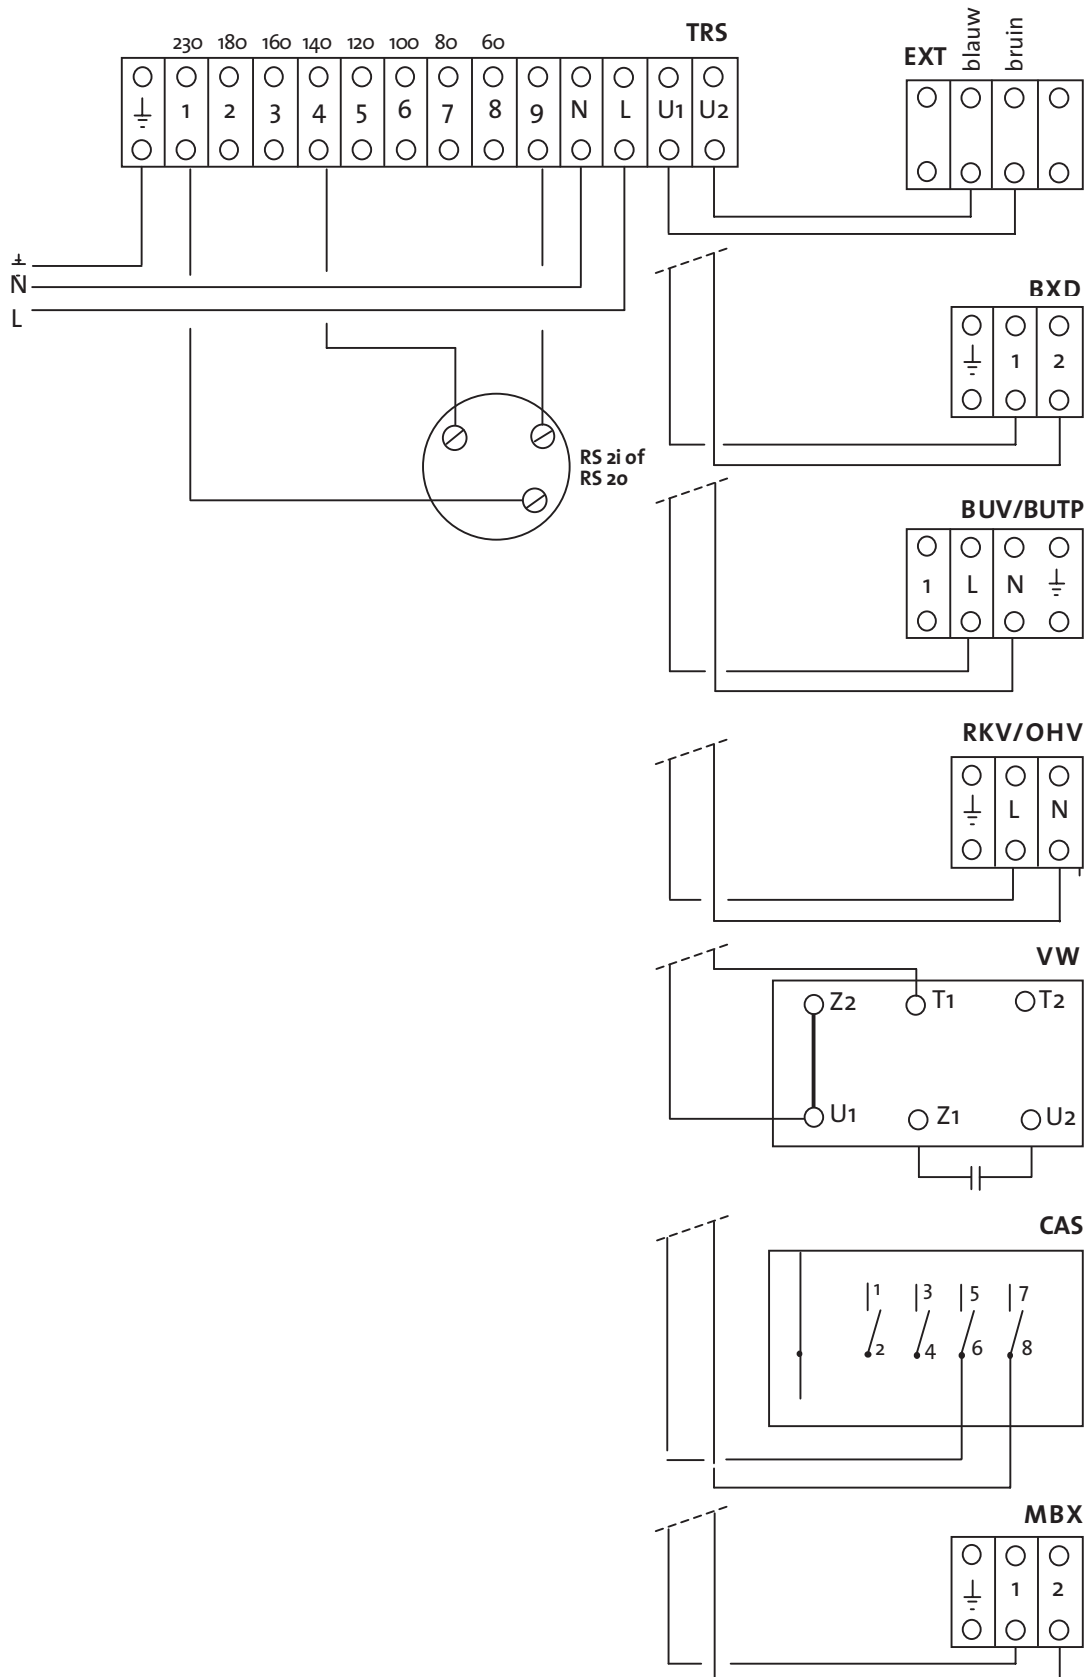 TRS
230 180 160 140 120 100 80 60
1 2 3 4 5 6 7 8 9 N L U1 U2
EXT
blauw
bruin
N
L
BXD
1 2
RS 2i of
RS 20
BUV/BUTP
1 L N
RKV/OHV
L N
VW
Z2 T1 T2
U1 Z1 U2
CAS
1 3 5 7
2 4 6 8
MBX
1 2